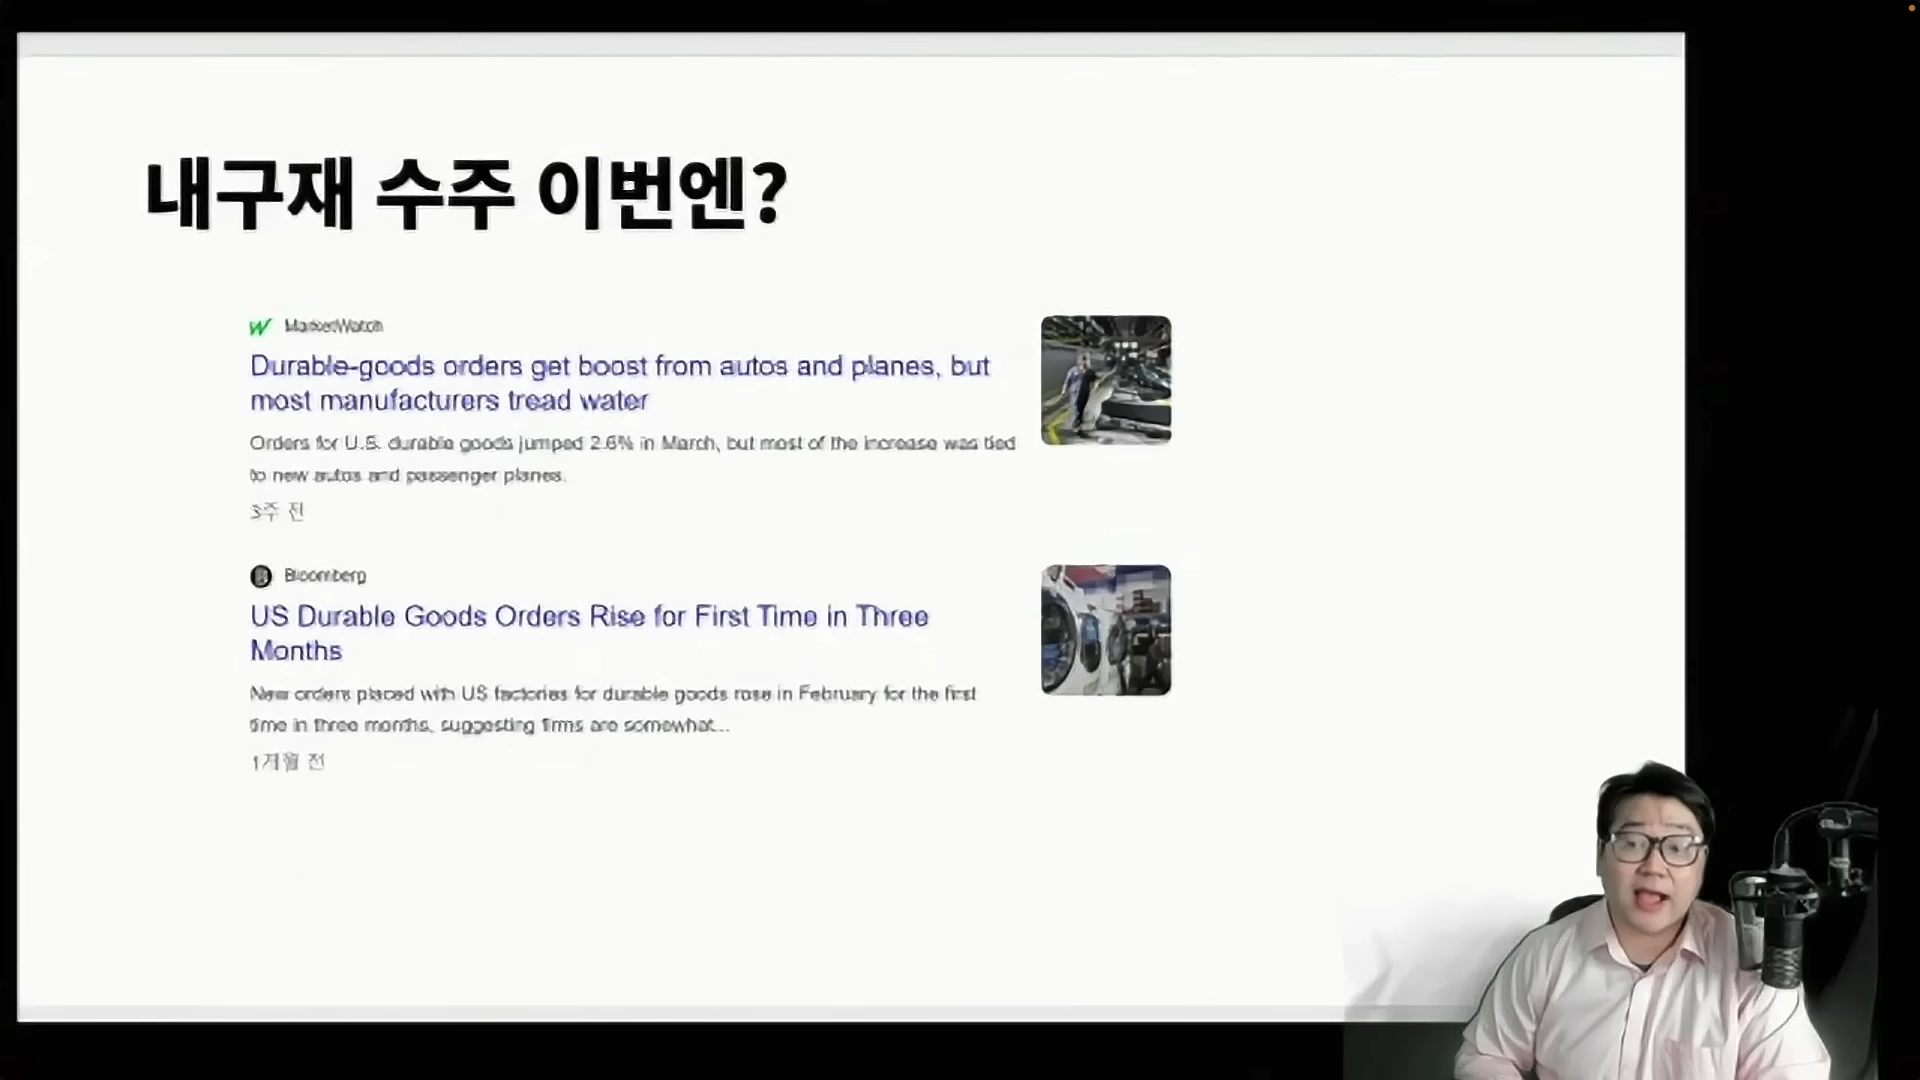 내구재 수주 이번엔?
MarketWatch
Durable-goods orders get boost from autos and planes, but
most manufacturers tread water
Orders for U.S. durable goods jumped 2.6% in March, but most of the increase was tied
to new autos and passenger planes.
3주 전
Bloomberg
US Durable Goods Orders Rise for First Time in Three
Months
New orders placed with US factories for durable goods rose in February for the first
time in three months, suggesting firms are somewhat...
1개월 전